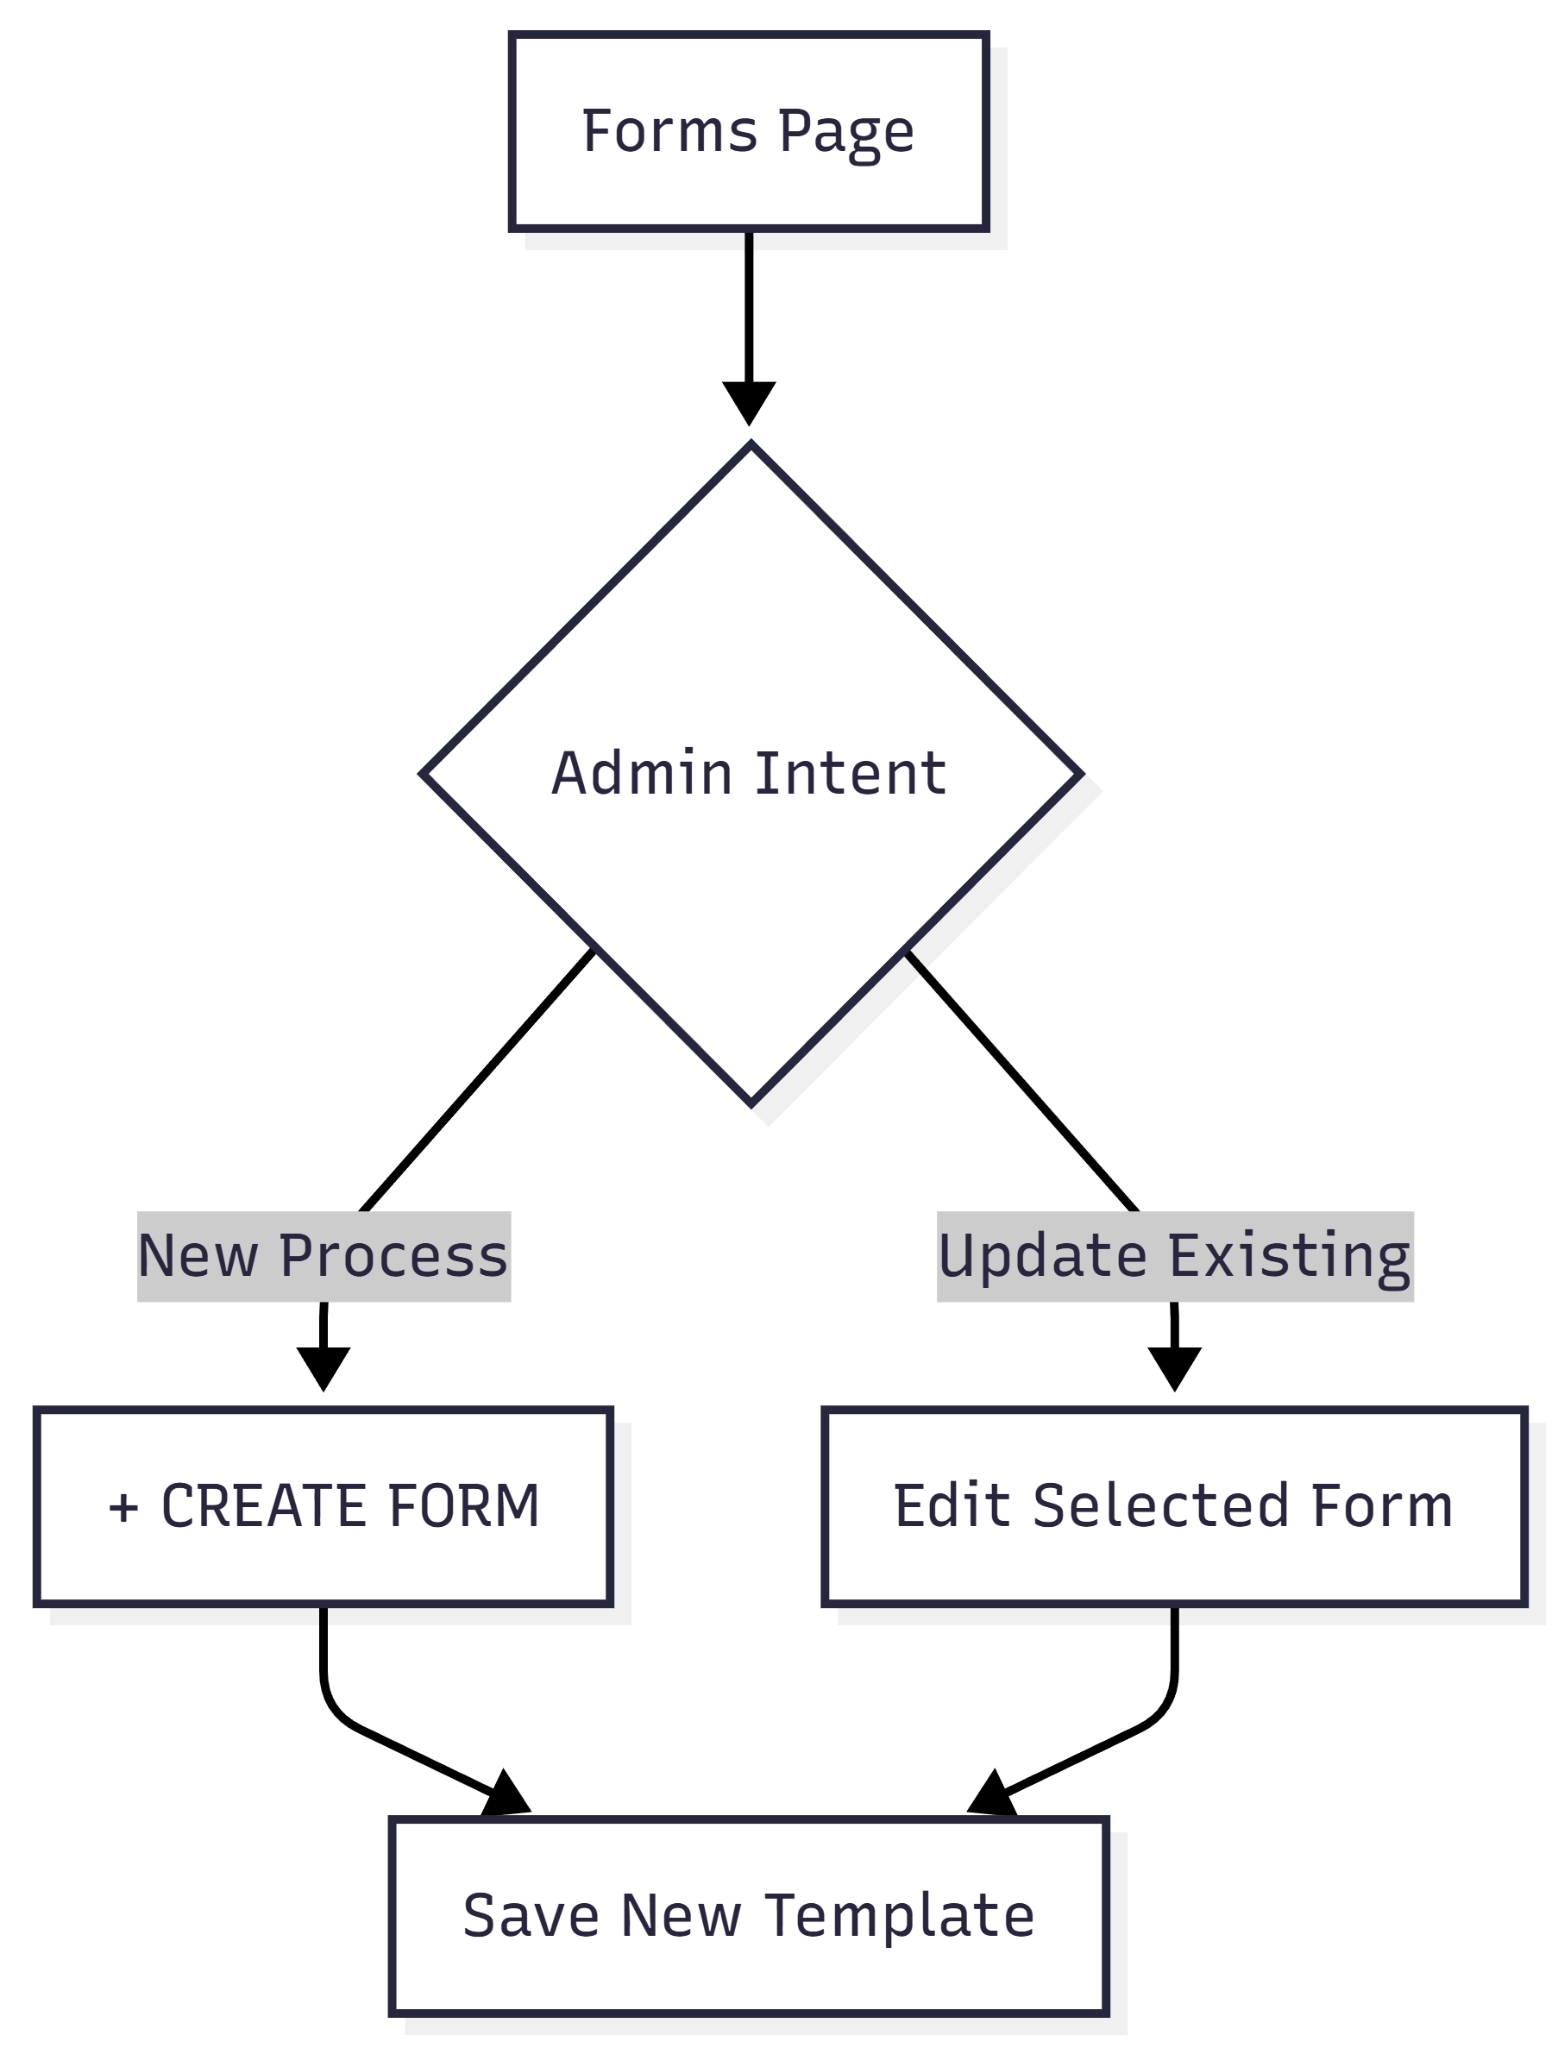 Forms Page
Admin Intent
New Process
Update Existing
+ CREATE FORM
Edit Selected Form
Save New Template